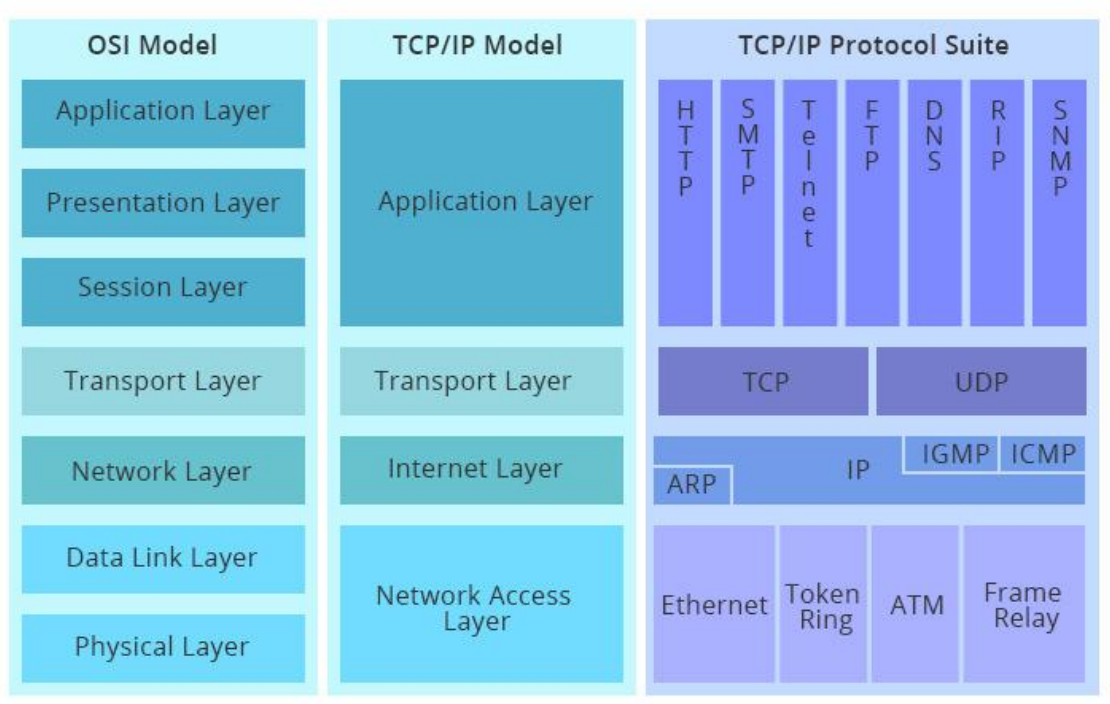 OSI Model
Application Layer
Presentation Layer
Session Layer
Transport Layer
Network Layer
Data Link Layer
Physical Layer
TCP/IP Model
Application Layer
Transport Layer
Internet Layer
Network Access
Layer
TCP/IP Protocol Suite
HTTP
SMTP
Telnet
FTP
DNS
RIP
SNMP
TCP
UDP
ARP
IP
IGMP
ICMP
Ethernet
Token
Ring
ATM
Frame
Relay